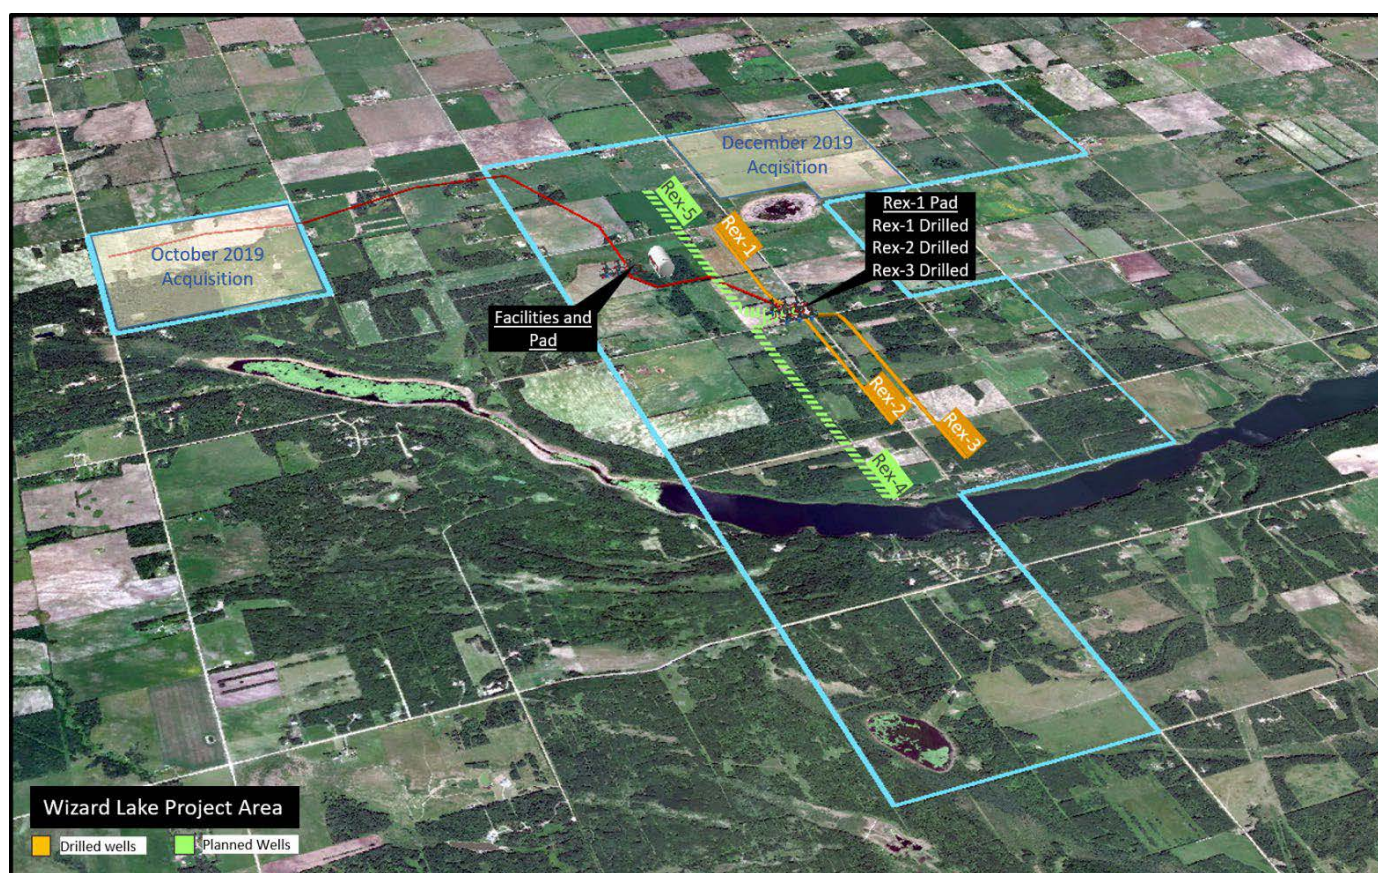 December 2019
Acqisition
Rex-5
Rex-1 Pad
Rex-1 Drilled
Rex-2 Drilled
Rex-3 Drilled
Rex-1
October 2019
Acquisition
Facilities and
Pad
Rex-2
Rex-3
Rex-4
Wizard Lake Project Area
Drilled wells
Planned Wells